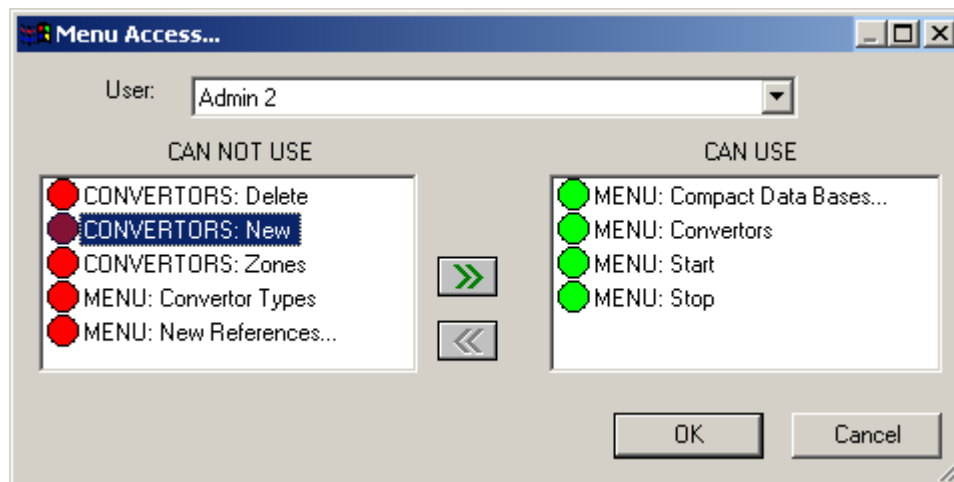 Menu Access...
User:
Admin 2
CAN NOT USE
CONVERTORS: Delete
CONVERTORS: New
CONVERTORS: Zones
MENU: Convertor Types
MENU: New References...
CAN USE
MENU: Compact Data Bases...
MENU: Convertors
MENU: Start
MENU: Stop
OK
Cancel